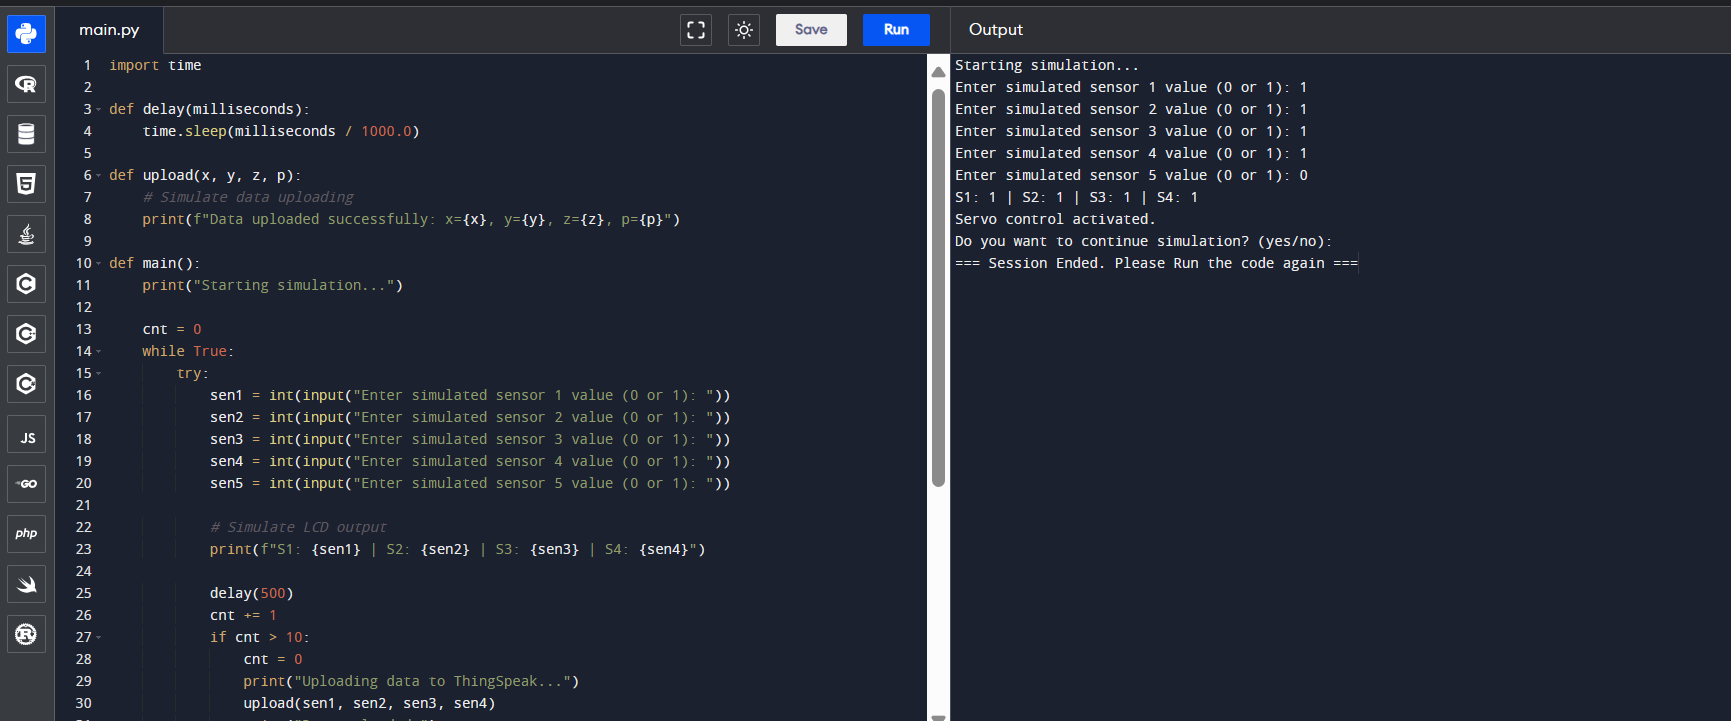 main.py
Save
Run
Output
R
5
C
C
C
JS
GO
php
R
1 import time
2
3 def delay(milliseconds):
4 time.sleep(milliseconds / 1000.0)
5
6 def upload(x, y, z, p):
7 # Simulate data uploading
8 print(f"Data uploaded successfully: x={x}, y={y}, z={z}, p={p}")
9
10 def main():
11 print("Starting simulation...")
12
13 cnt = 0
14 while True:
15 try:
16 sen1 = int(input("Enter simulated sensor 1 value (0 or 1): "))
17 sen2 = int(input("Enter simulated sensor 2 value (0 or 1): "))
18 sen3 = int(input("Enter simulated sensor 3 value (0 or 1): "))
19 sen4 = int(input("Enter simulated sensor 4 value (0 or 1): "))
20 sen5 = int(input("Enter simulated sensor 5 value (0 or 1): "))
21
22 # Simulate LCD output
23 print(f"S1: {sen1} | S2: {sen2} | S3: {sen3} | S4: {sen4}")
24
25 delay(500)
26 cnt += 1
27 if cnt > 10:
28 cnt = 0
29 print("Uploading data to ThingSpeak...")
30 upload(sen1, sen2, sen3, sen4)
Starting simulation...
Enter simulated sensor 1 value (0 or 1): 1
Enter simulated sensor 2 value (0 or 1): 1
Enter simulated sensor 3 value (0 or 1): 1
Enter simulated sensor 4 value (0 or 1): 1
Enter simulated sensor 5 value (0 or 1): 0
S1: 1 | S2: 1 | S3: 1 | S4: 1
Servo control activated.
Do you want to continue simulation? (yes/no):
=== Session Ended. Please Run the code again ===